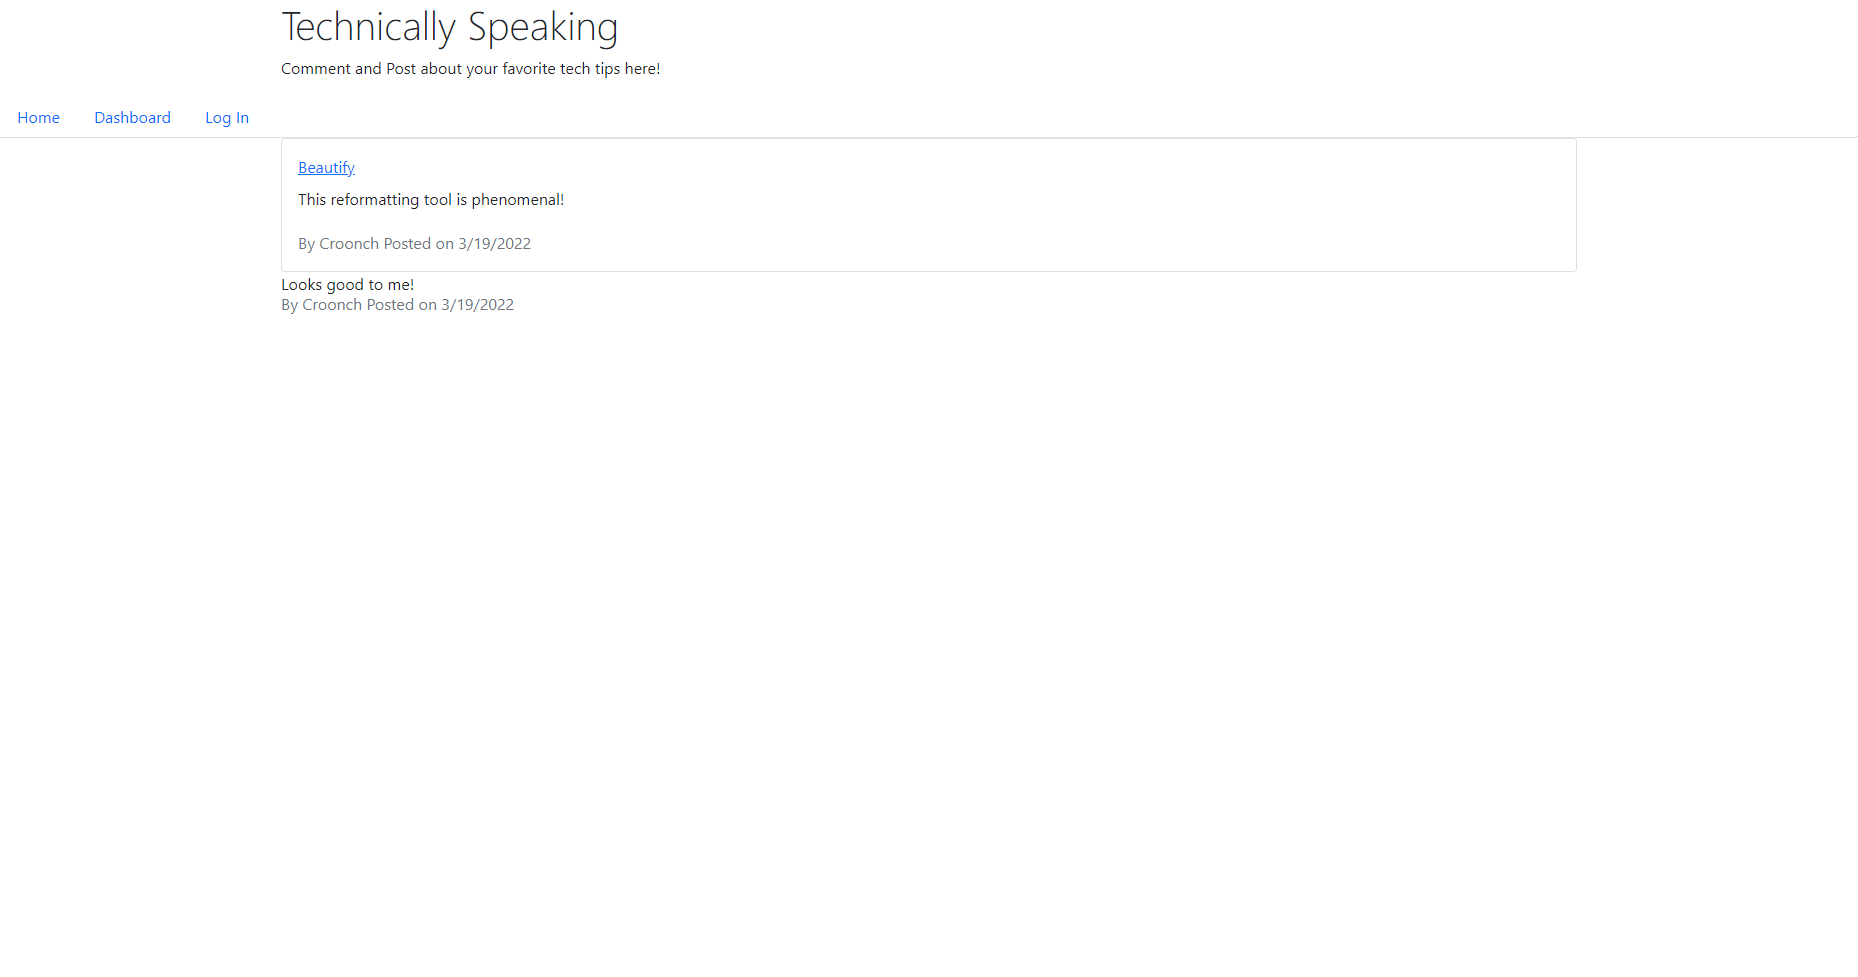 Technically Speaking
Comment and Post about your favorite tech tips here!
Home Dashboard Log In
Beautify
This reformatting tool is phenomenal!
By Croonch Posted on 3/19/2022
Looks good to me!
By Croonch Posted on 3/19/2022